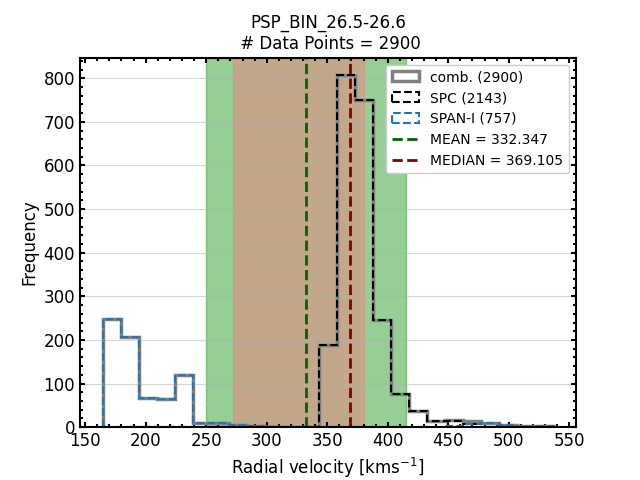 PSP_BIN_26.5-26.6
# Data Points = 2900
800
700
600
500
400
300
200
100
0
Frequency
comb. (2900)
SPC (2143)
SPAN-I (757)
MEAN = 332.347
MEDIAN = 369.105
150 200 250 300 350 400 450 500 550
Radial velocity [kms⁻¹]